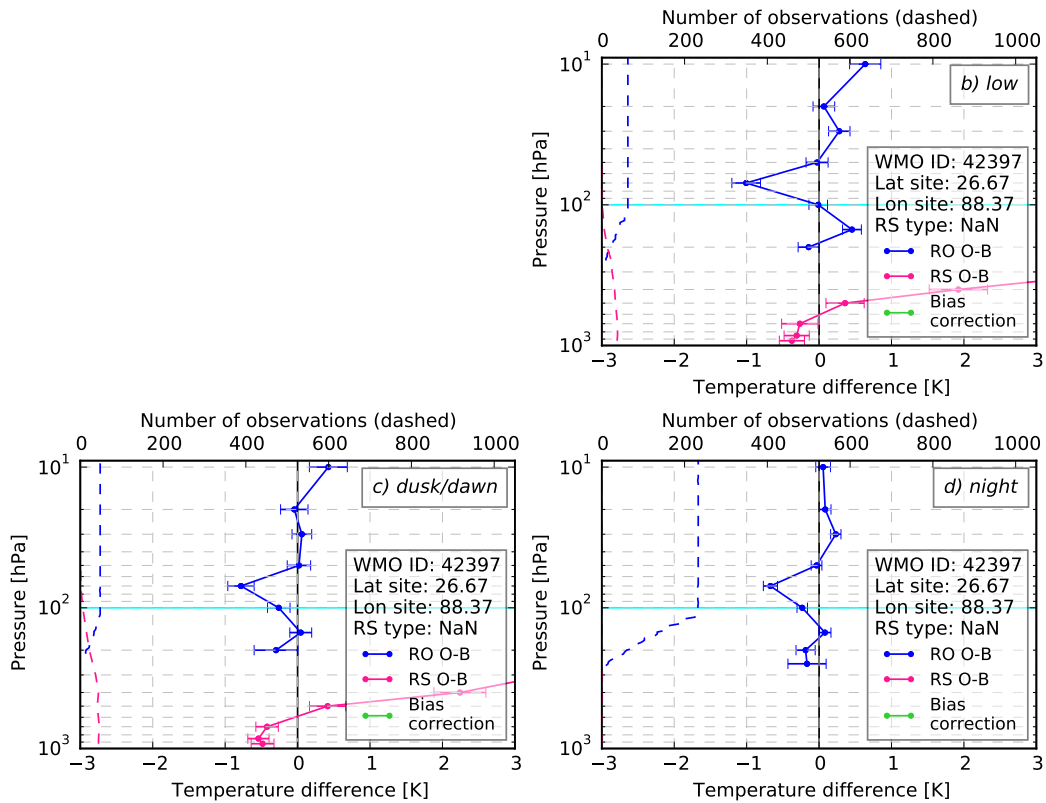 Number of observations (dashed)
0 200 400 600 800 1000
10¹
b) low
Pressure [hPa]
WMO ID: 42397
Lat site: 26.67
10²
Lon site: 88.37
RS type: NaN
RO O-B
RS O-B
Bias
correction
10³
−3 −2 −1 0 1 2 3
Temperature difference [K]
Number of observations (dashed)
0 200 400 600 800 1000
10¹
c) dusk/dawn
Pressure [hPa]
WMO ID: 42397
Lat site: 26.67
10²
Lon site: 88.37
RS type: NaN
RO O-B
RS O-B
Bias
correction
10³
−3 −2 −1 0 1 2 3
Temperature difference [K]
Number of observations (dashed)
0 200 400 600 800 1000
10¹
d) night
Pressure [hPa]
WMO ID: 42397
Lat site: 26.67
10²
Lon site: 88.37
RS type: NaN
RO O-B
RS O-B
Bias
correction
10³
−3 −2 −1 0 1 2 3
Temperature difference [K]